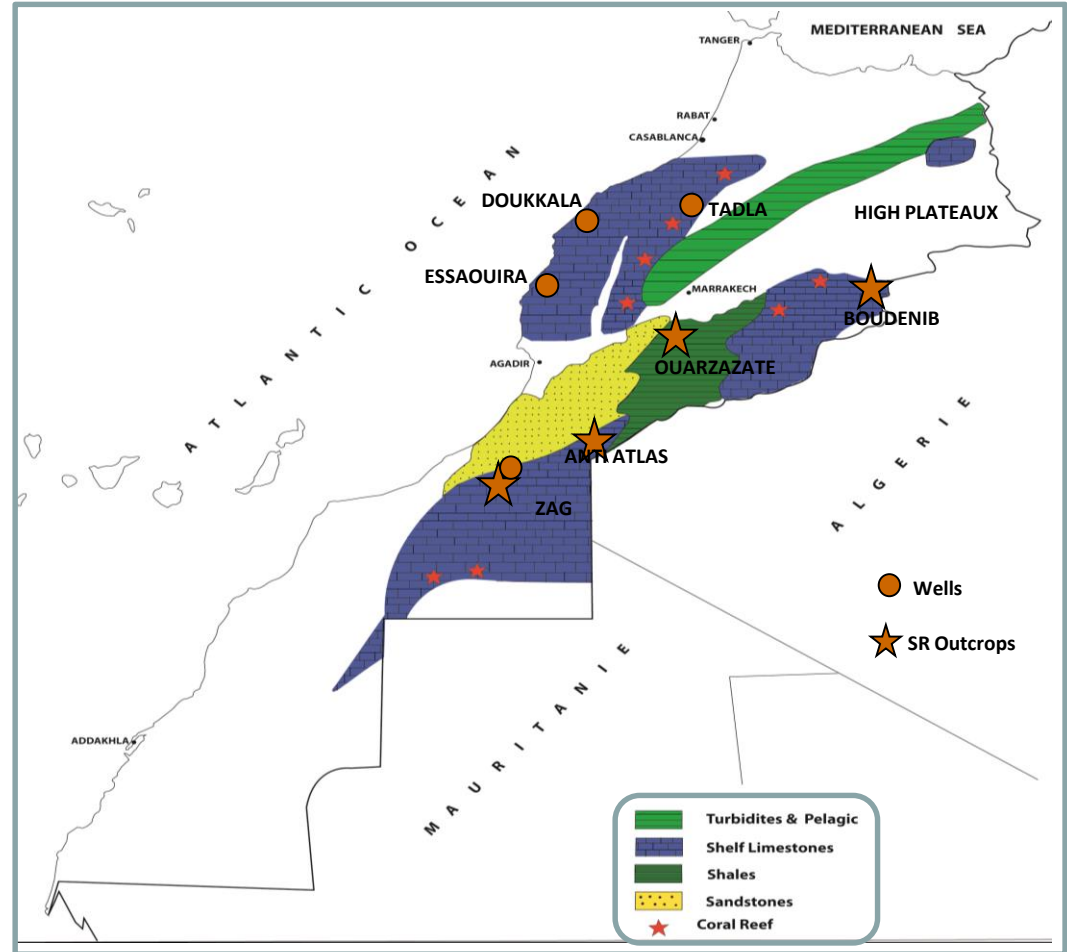 MEDITERRANEAN SEA
TANGER
RABAT
CASABLANCA
ATLANTIC OCEAN
DOUKKALA
TADLA
HIGH PLATEAUX
ESSAOUIRA
MARRAKECH
BOUDENIB
AGADIR
OUARZAZATE
ANTI ATLAS
ZAG
ALGERIE
Wells
SR Outcrops
MAURITANIE
ADDAKHLA
Turbidites & Pelagic
Shelf Limestones
Shales
Sandstones
Coral Reef